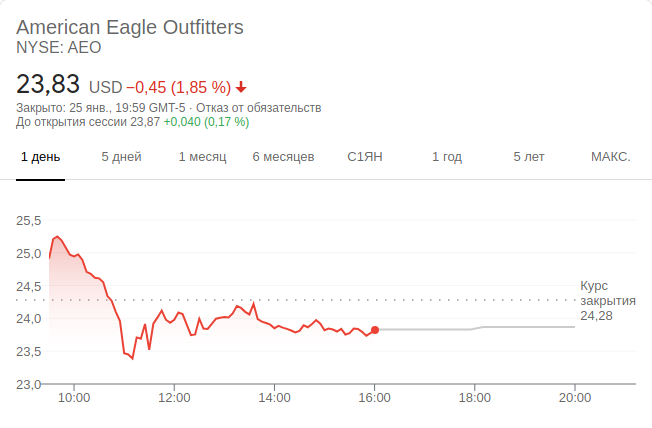 American Eagle Outfitters
NYSE: AEO
23,83 USD −0,45 (1,85 %)
Закрыто: 25 янв., 19:59 GMT-5 · Отказ от обязательств
До открытия сессии 23,87 +0,040 (0,17 %)
1 день 5 дней 1 месяц 6 месяцев С1ЯН 1 год 5 лет МАКС.
25,5
25,0
24,5
24,0
23,5
23,0
Курс
закрытия
24,28
10:00 12:00 14:00 16:00 18:00 20:00